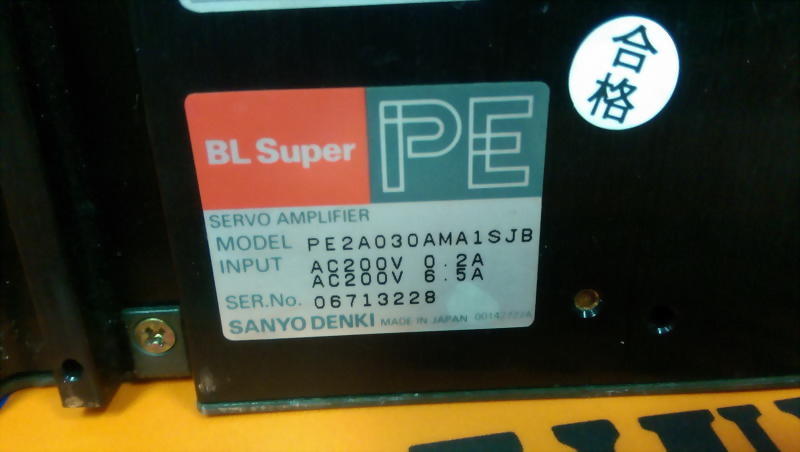 合格
BL Super PE
SERVO AMPLIFIER
MODEL PE2A030AMA1SJB
INPUT AC200V 0.2A
AC200V 6.5A
SER.No. 06713228
SANYO DENKI MADE IN JAPAN